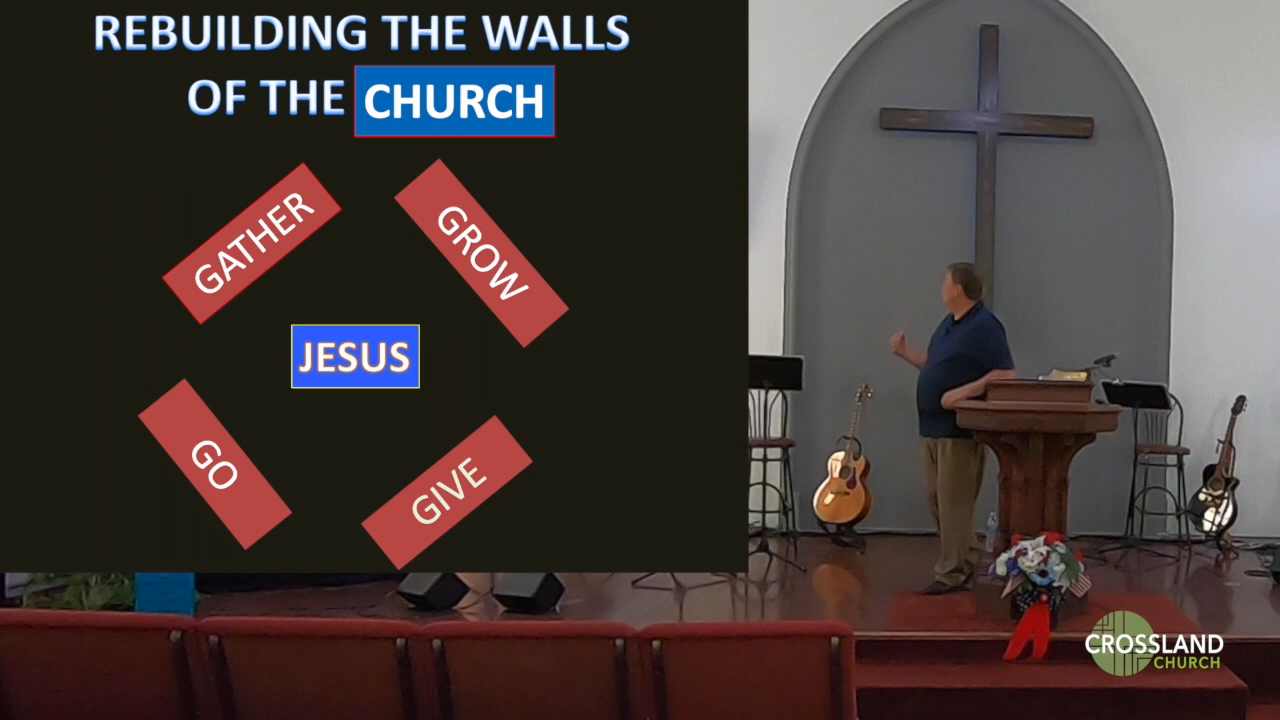 REBUILDING THE WALLS
OF THE CHURCH
GATHER
GROW
JESUS
GO
GIVE
CROSSLAND
CHURCH